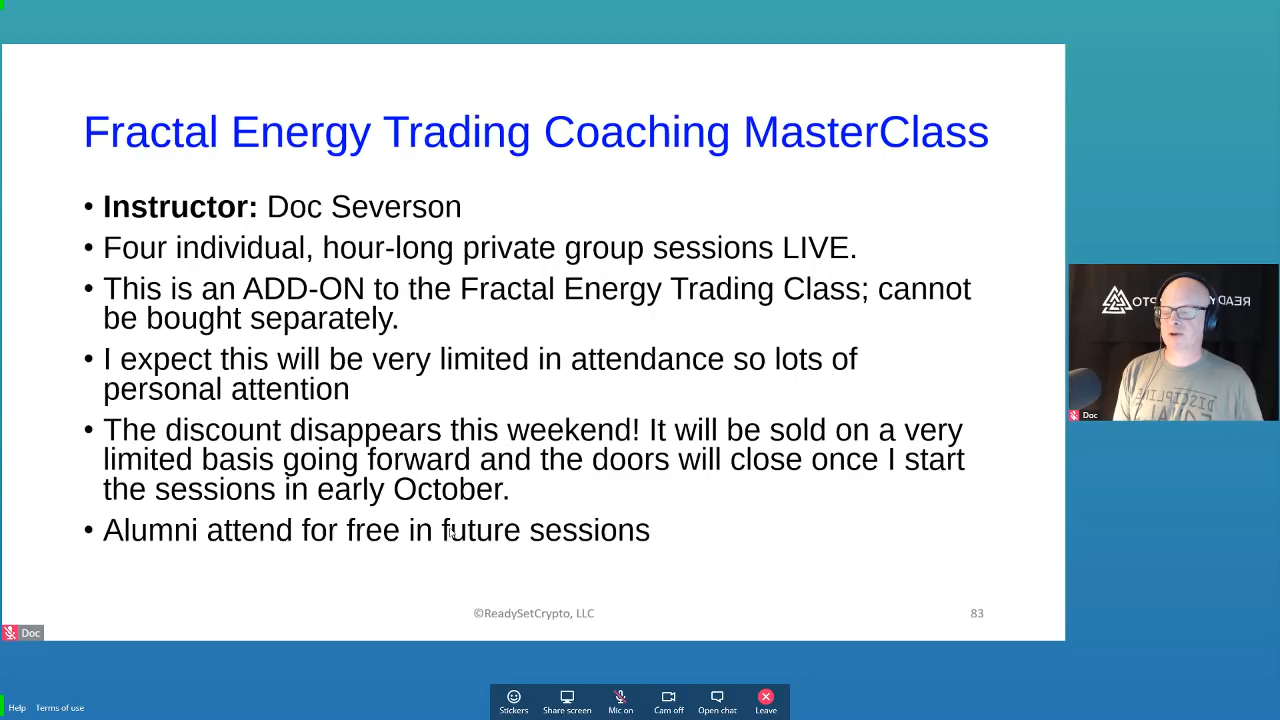 Fractal Energy Trading Coaching MasterClass
• Instructor: Doc Severson
• Four individual, hour-long private group sessions LIVE.
• This is an ADD-ON to the Fractal Energy Trading Class; cannot
be bought separately.
• I expect this will be very limited in attendance so lots of
personal attention
• The discount disappears this weekend! It will be sold on a very
limited basis going forward and the doors will close once I start
the sessions in early October.
• Alumni attend for free in future sessions
©ReadySetCrypto, LLC
83
Doc
Doc
Help
Terms of use
Stickers
Share screen
Mic on
Cam off
Open chat
Leave